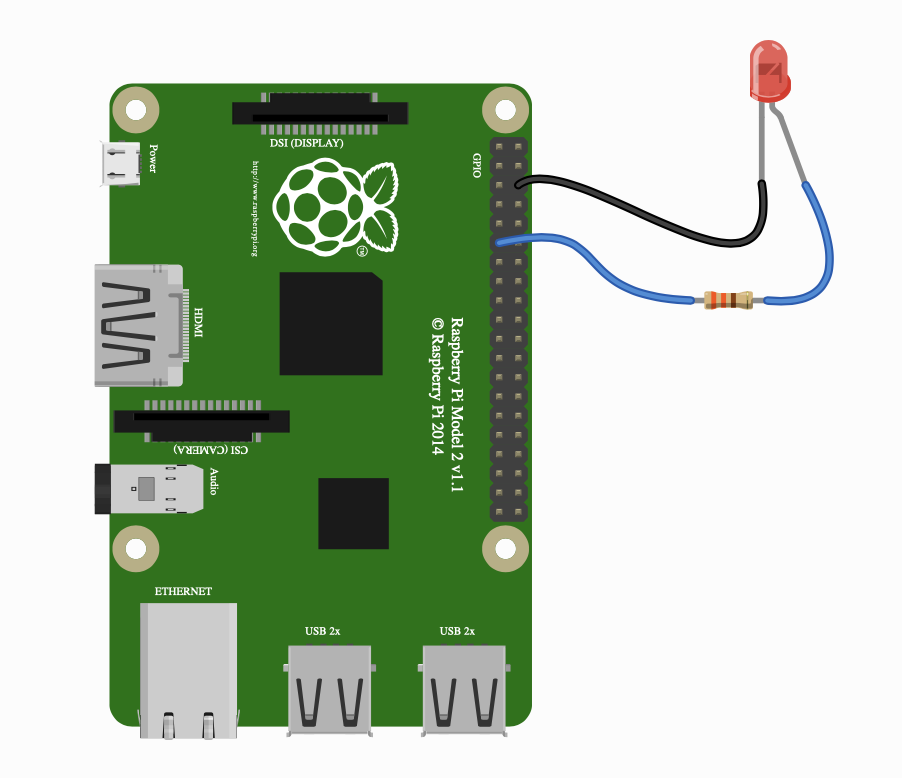 DSI (DISPLAY)
Power
http://www.raspberrypi.org
GPIO
TM
HDMI
Raspberry Pi Model 2 v1.1
© Raspberry Pi 2014
CSI (CAMERA)
Audio
ETHERNET
USB 2x
USB 2x